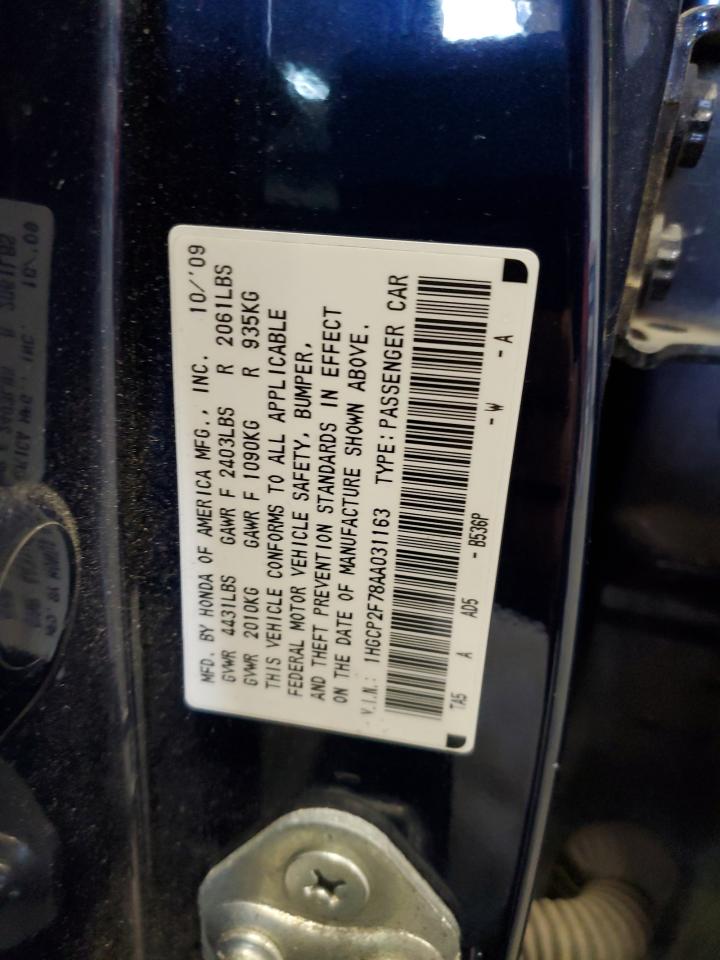 MFD. BY HONDA OF AMERICA MFG., INC. 10/'09
GVWR 4431LBS GAWR F 2403LBS R 2061LBS
GVWR 2010KG GAWR F 1090KG R 935KG
THIS VEHICLE CONFORMS TO ALL APPLICABLE
FEDERAL MOTOR VEHICLE SAFETY, BUMPER,
AND THEFT PREVENTION STANDARDS IN EFFECT
ON THE DATE OF MANUFACTURE SHOWN ABOVE.
V.I.N.: 1HGCP2F78AA031163 TYPE: PASSENGER CAR
TA5 A AD5 - B536P - W - A